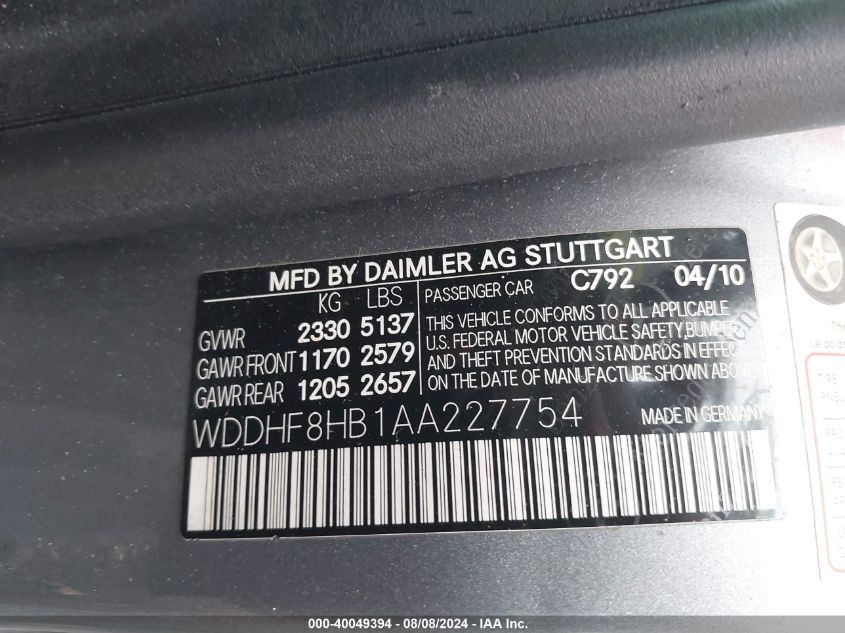 MFD BY DAIMLER AG STUTTGART
KG LBS
GVWR 2330 5137
GAWR FRONT 1170 2579
GAWR REAR 1205 2657
PASSENGER CAR C792 04/10
THIS VEHICLE CONFORMS TO ALL APPLICABLE
U.S. FEDERAL MOTOR VEHICLE SAFETY, BUMPER
AND THEFT PREVENTION STANDARDS IN EFFECT
ON THE DATE OF MANUFACTURE SHOWN ABOVE
WDDHF8HB1AA227754
MADE IN GERMANY
TIRE
000-40049394 - 08/08/2024 - IAA Inc.